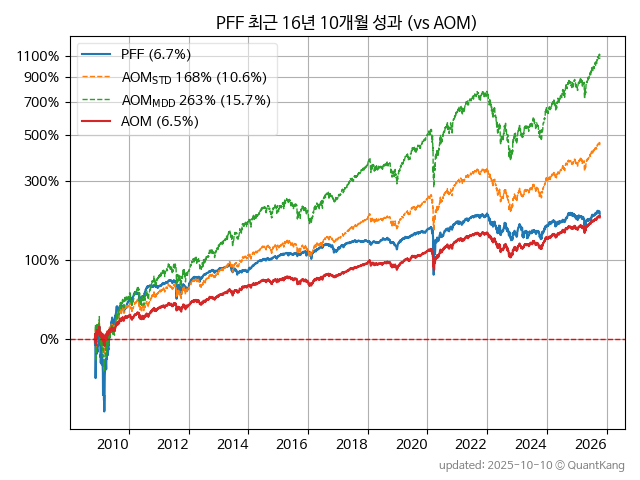 PFF 최근 16년 10개월 성과 (vs AOM)
PFF (6.7%)
AOM_STD 168% (10.6%)
AOM_MDD 263% (15.7%)
AOM (6.5%)
1100%
900%
700%
500%
300%
100%
0%
2010 2012 2014 2016 2018 2020 2022 2024 2026
updated: 2025-10-10 © QuantKang